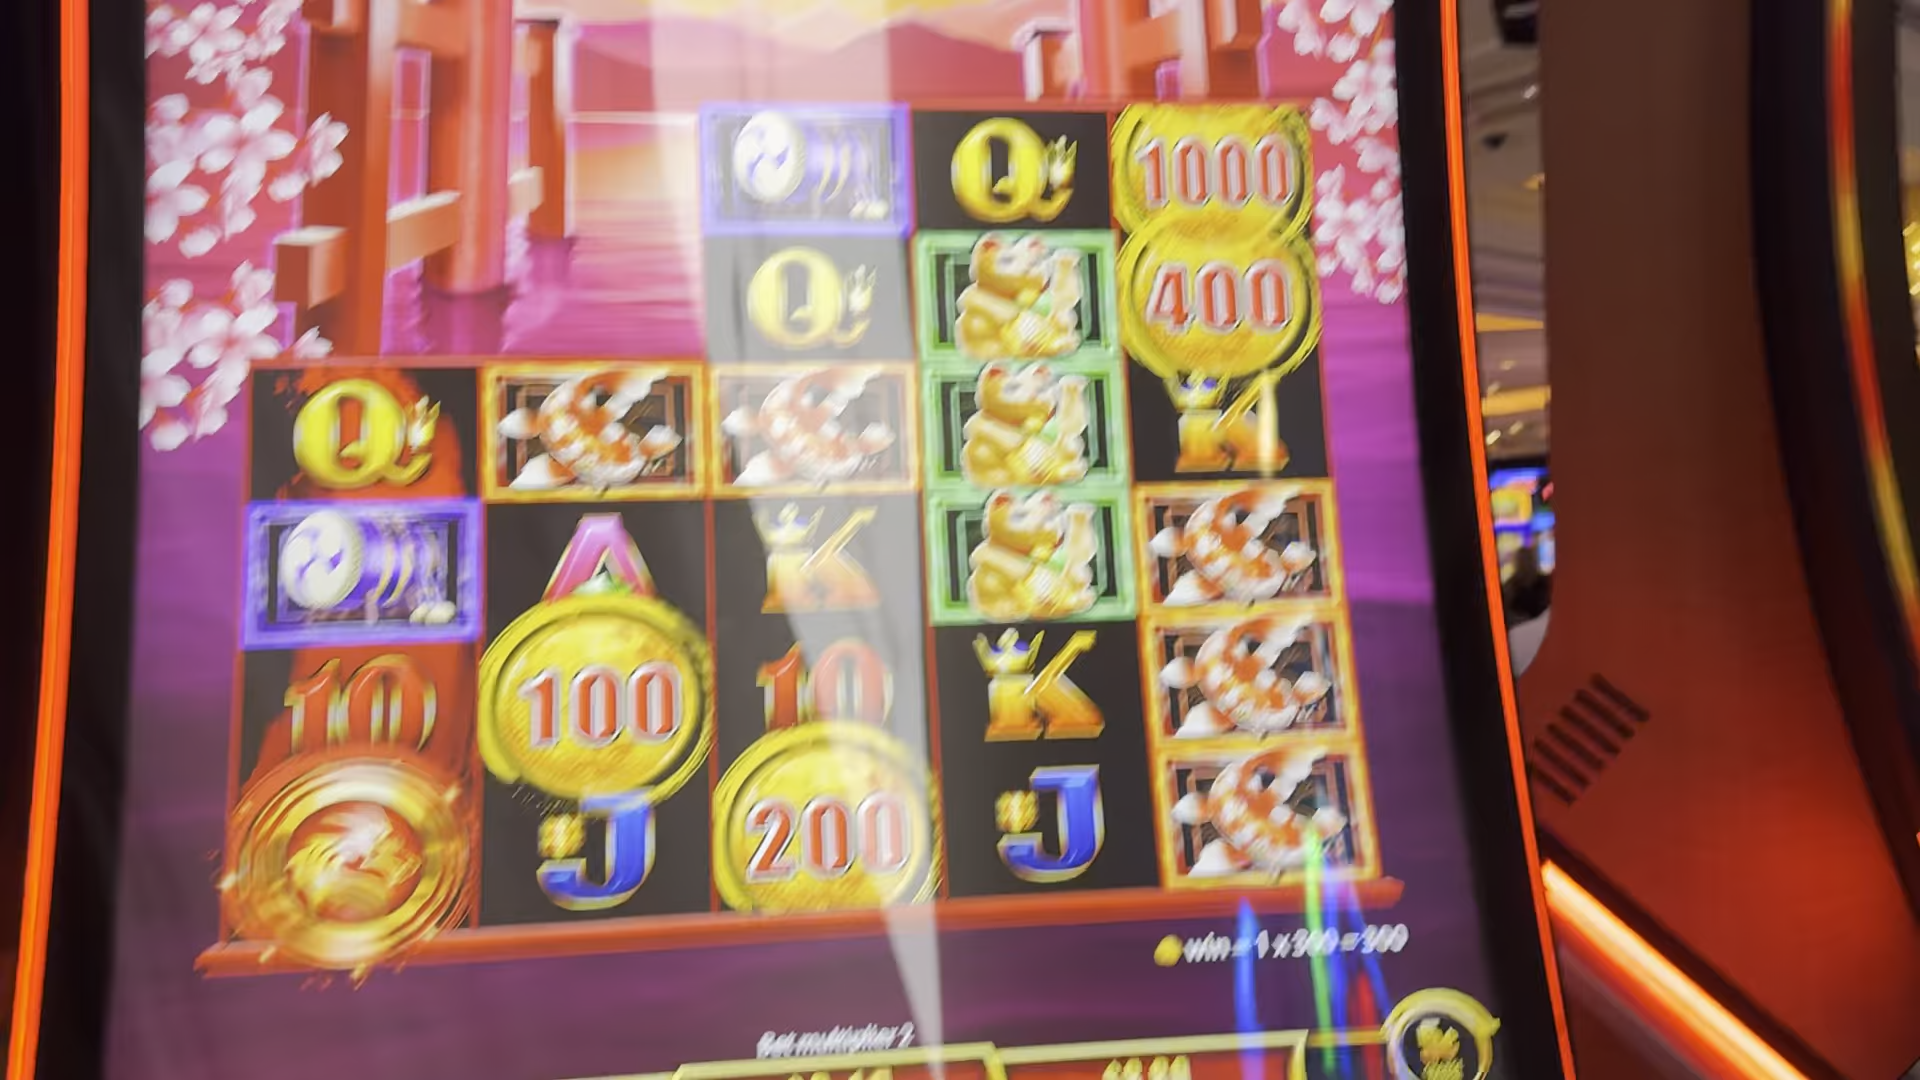 Q 1000
Q 400
Q K
A K
10 100 10 K
J 200 J
win = 1 x 300 = 300
Bet multiplier 2